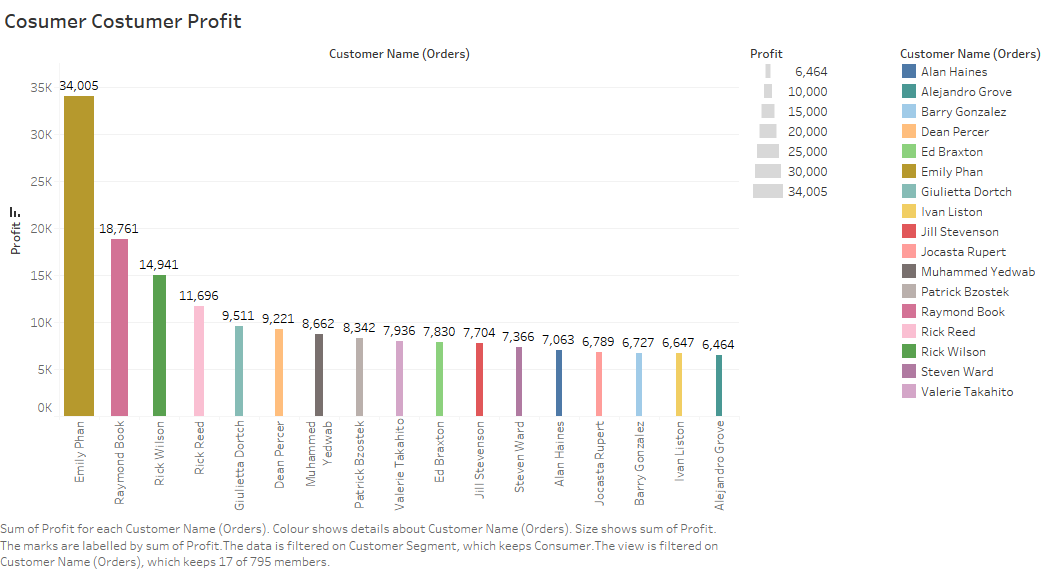 Cosumer Costumer Profit
Customer Name (Orders)
Profit
35K
30K
25K
20K
15K
10K
5K
0K
34,005
18,761
14,941
11,696
9,511
9,221
8,662
8,342
7,936
7,830
7,704
7,366
7,063
6,789
6,727
6,647
6,464
Emily Phan
Raymond Book
Rick Wilson
Rick Reed
Giulietta Dortch
Dean Percer
Muhammed
Yedwab
Patrick Bzostek
Valerie Takahito
Ed Braxton
Jill Stevenson
Steven Ward
Alan Haines
Jocasta Rupert
Barry Gonzalez
Ivan Liston
Alejandro Grove
Profit
6,464
10,000
15,000
20,000
25,000
30,000
34,005
Customer Name (Orders)
Alan Haines
Alejandro Grove
Barry Gonzalez
Dean Percer
Ed Braxton
Emily Phan
Giulietta Dortch
Ivan Liston
Jill Stevenson
Jocasta Rupert
Muhammed Yedwab
Patrick Bzostek
Raymond Book
Rick Reed
Rick Wilson
Steven Ward
Valerie Takahito
Sum of Profit for each Customer Name (Orders). Colour shows details about Customer Name (Orders). Size shows sum of Profit.
The marks are labelled by sum of Profit.The data is filtered on Customer Segment, which keeps Consumer.The view is filtered on
Customer Name (Orders), which keeps 17 of 795 members.